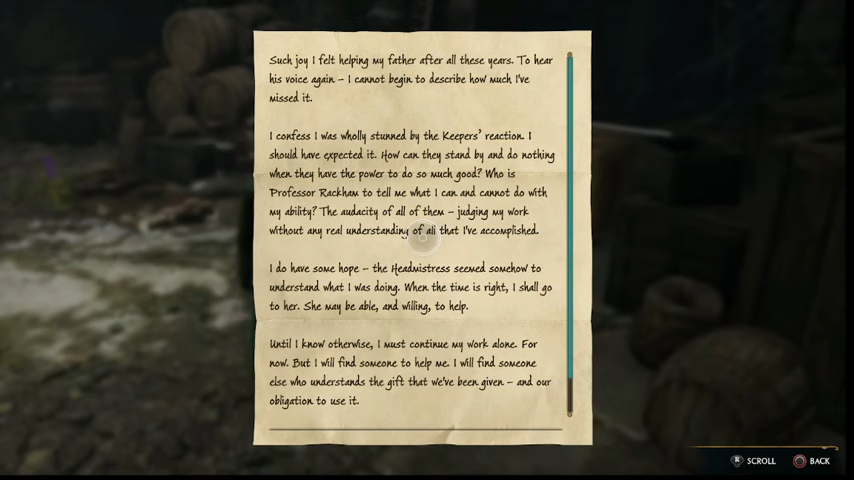 Such joy I felt helping my father after all these years. To hear
his voice again – I cannot begin to describe how much I've
missed it.
I confess I was wholly stunned by the Keepers' reaction. I
should have expected it. How can they stand by and do nothing
when they have the power to do so much good? Who is
Professor Rackham to tell me what I can and cannot do with
my ability? The audacity of all of them – judging my work
without any real understanding of all that I've accomplished.
I do have some hope – the Headmistress seemed somehow to
understand what I was doing. When the time is right, I shall go
to her. She may be able, and willing, to help.
Until I know otherwise, I must continue my work alone. For
now. But I will find someone to help me. I will find someone
else who understands the gift that we've been given – and our
obligation to use it.
R SCROLL BACK